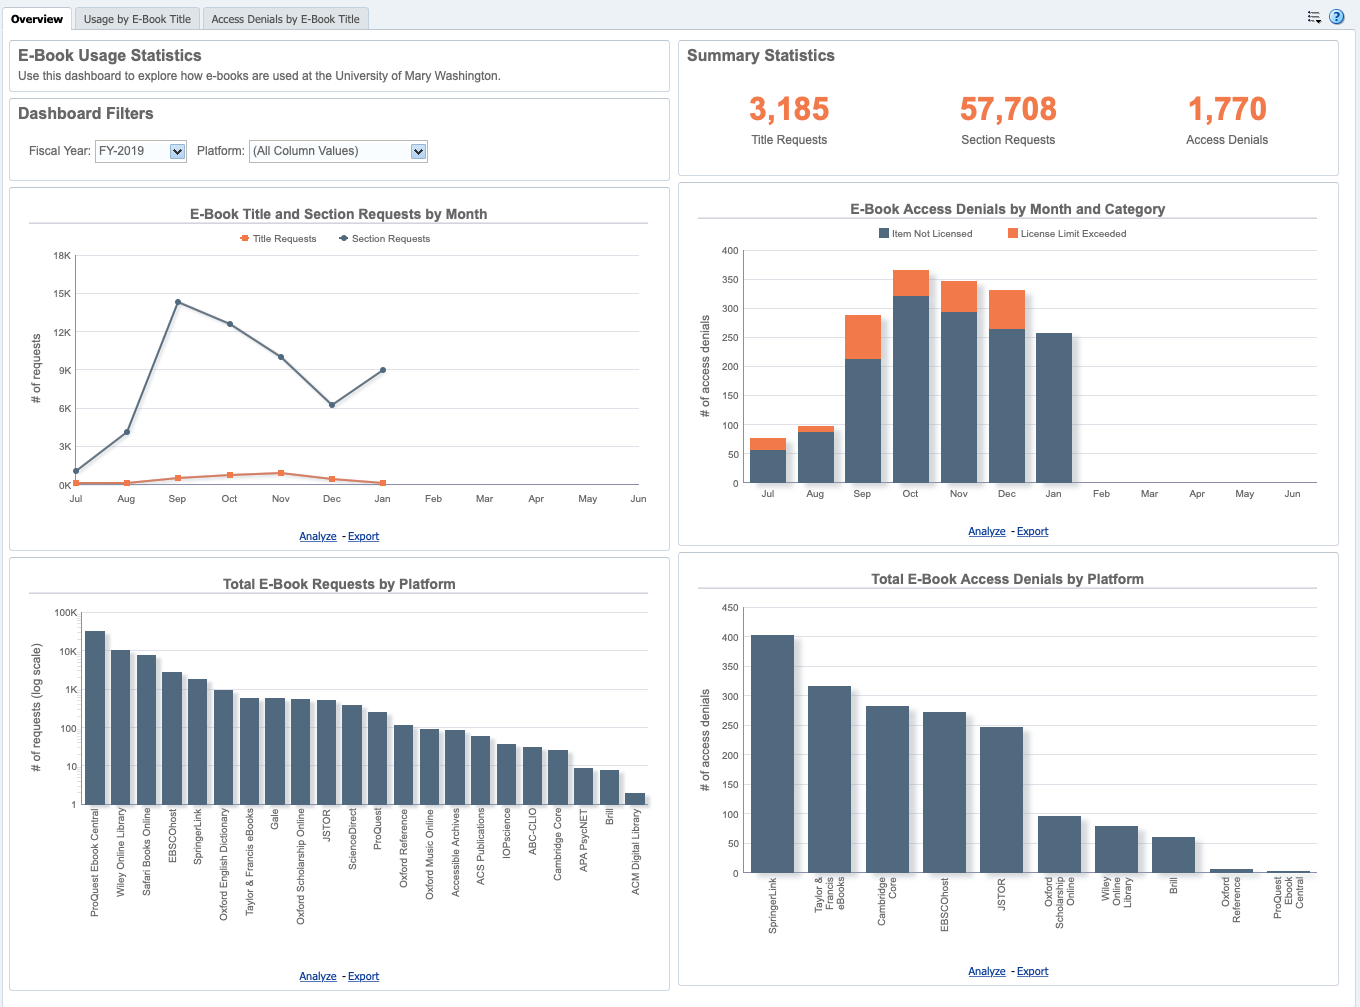 Overview
Usage by E-Book Title
Access Denials by E-Book Title
?
E-Book Usage Statistics
Use this dashboard to explore how e-books are used at the University of Mary Washington.
Dashboard Filters
Fiscal Year: FY-2019 Platform: (All Column Values)
Summary Statistics
3,185
Title Requests
57,708
Section Requests
1,770
Access Denials
E-Book Title and Section Requests by Month
Title Requests Section Requests
# of requests
18K
15K
12K
9K
6K
3K
0K
Jul Aug Sep Oct Nov Dec Jan Feb Mar Apr May Jun
Analyze - Export
E-Book Access Denials by Month and Category
Item Not Licensed License Limit Exceeded
# of access denials
400
350
300
250
200
150
100
50
0
Jul Aug Sep Oct Nov Dec Jan Feb Mar Apr May Jun
Analyze - Export
Total E-Book Requests by Platform
# of requests (log scale)
100K
10K
1K
100
10
1
ProQuest Ebook Central
Wiley Online Library
Safari Books Online
EBSCOhost
SpringerLink
Oxford English Dictionary
Taylor & Francis eBooks
Gale
Oxford Scholarship Online
JSTOR
ScienceDirect
ProQuest
Oxford Reference
Oxford Music Online
Accessible Archives
ACS Publications
IOPscience
ABC-CLIO
Cambridge Core
APA PsycNET
Brill
ACM Digital Library
Analyze - Export
Total E-Book Access Denials by Platform
# of access denials
450
400
350
300
250
200
150
100
50
0
SpringerLink
Taylor &
Francis
eBooks
Cambridge
Core
EBSCOhost
JSTOR
Oxford
Scholarship
Online
Wiley
Online
Library
Brill
Oxford
Reference
ProQuest
Ebook
Central
Analyze - Export